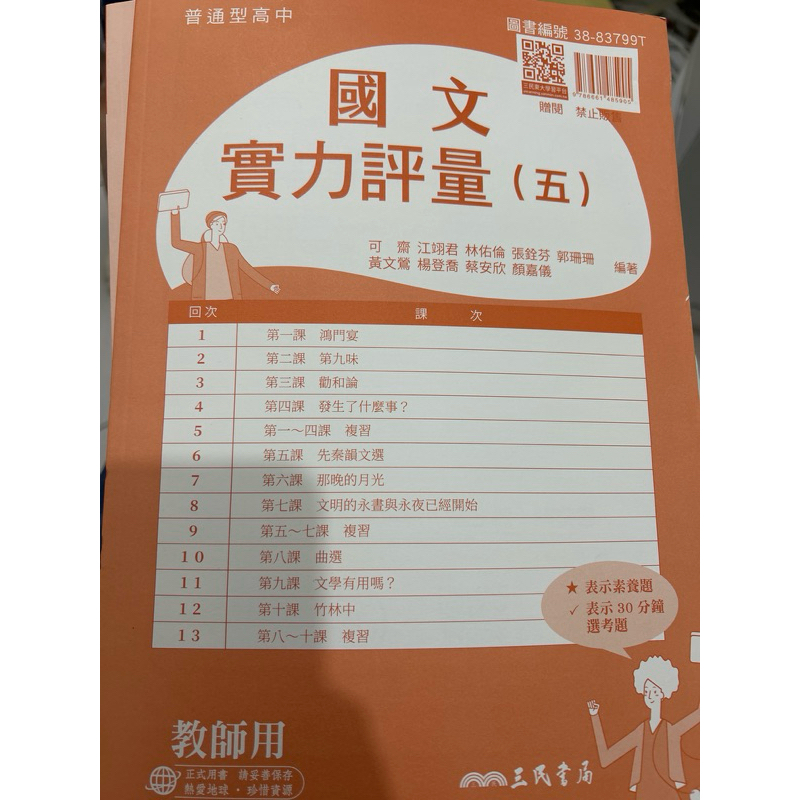 普通型高中
圖書編號 38-83799T
三民東大學習平台
9786661485905
贈閱 禁止販售
國文
實力評量(五)
可齋 江翊君 林佑倫 張銓芬 郭珊珊
黃文鶯 楊登喬 蔡安欣 顏嘉儀
編著
回次 課次
1 第一課 鴻門宴
2 第二課 第九味
3 第三課 勸和論
4 第四課 發生了什麼事?
5 第一~四課 複習
6 第五課 先秦韻文選
7 第六課 那晚的月光
8 第七課 文明的永晝與永夜已經開始
9 第五~七課 複習
10 第八課 曲選
11 第九課 文學有用嗎?
12 第十課 竹林中
13 第八~十課 複習
★ 表示素養題
✓ 表示 30 分鐘
選考題
教師用
正式用書 請妥善保存
熱愛地球・珍惜資源
三民書局